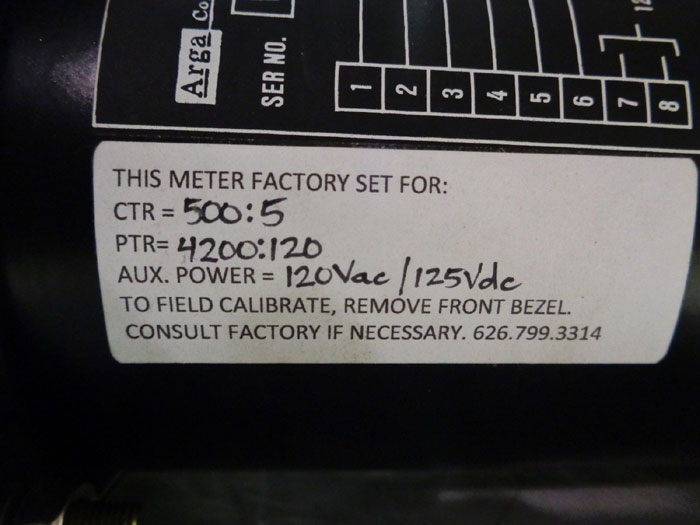 Arga Co
SER NO.
1 2 3 4 5 6 7 8
THIS METER FACTORY SET FOR:
CTR = 500:5
PTR= 4200:120
AUX. POWER = 120Vac / 125Vdc
TO FIELD CALIBRATE, REMOVE FRONT BEZEL.
CONSULT FACTORY IF NECESSARY. 626.799.3314